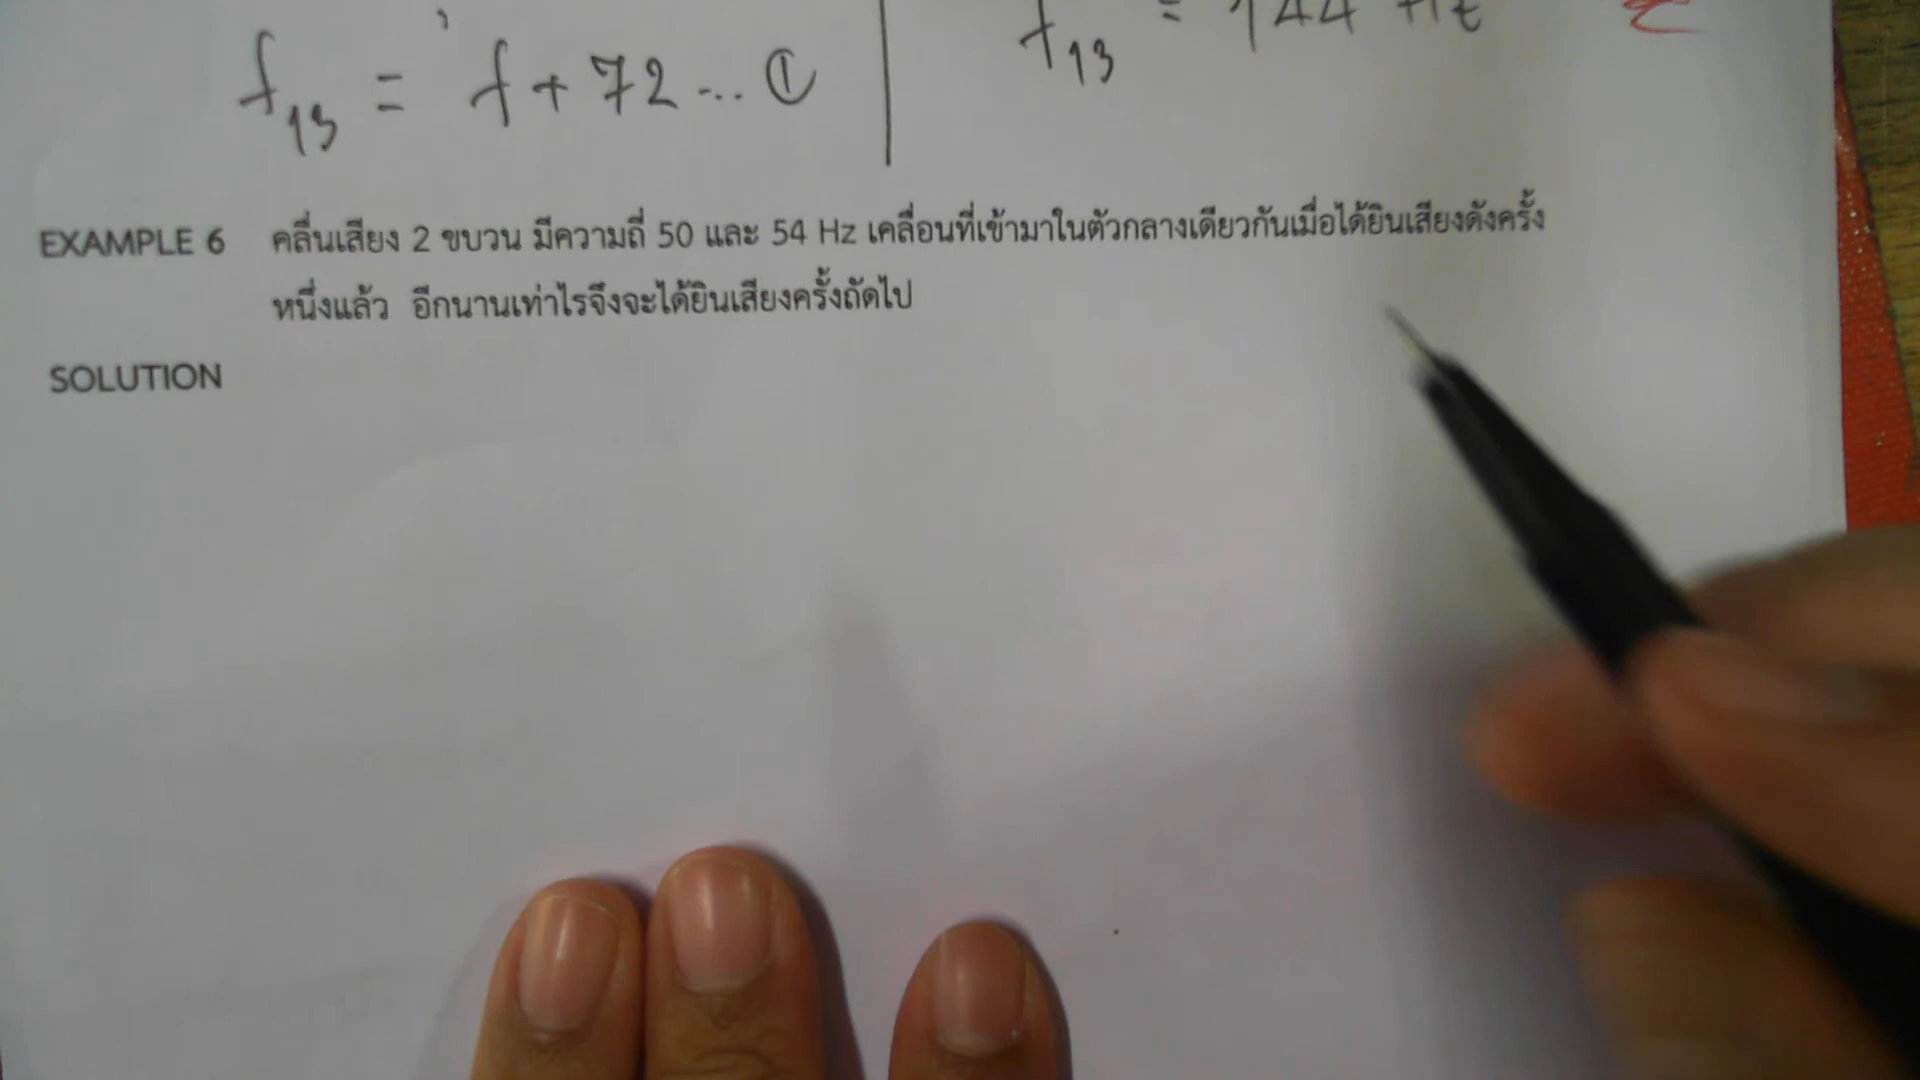 f₁₃ = f + 72 ... ①
f₁₃ = 144 Hz
EXAMPLE 6 คลื่นเสียง 2 ขบวน มีความถี่ 50 และ 54 Hz เคลื่อนที่เข้ามาในตัวกลางเดียวกันเมื่อได้ยินเสียงดังครั้ง
หนึ่งแล้ว อีกนานเท่าไรจึงจะได้ยินเสียงครั้งถัดไป
SOLUTION